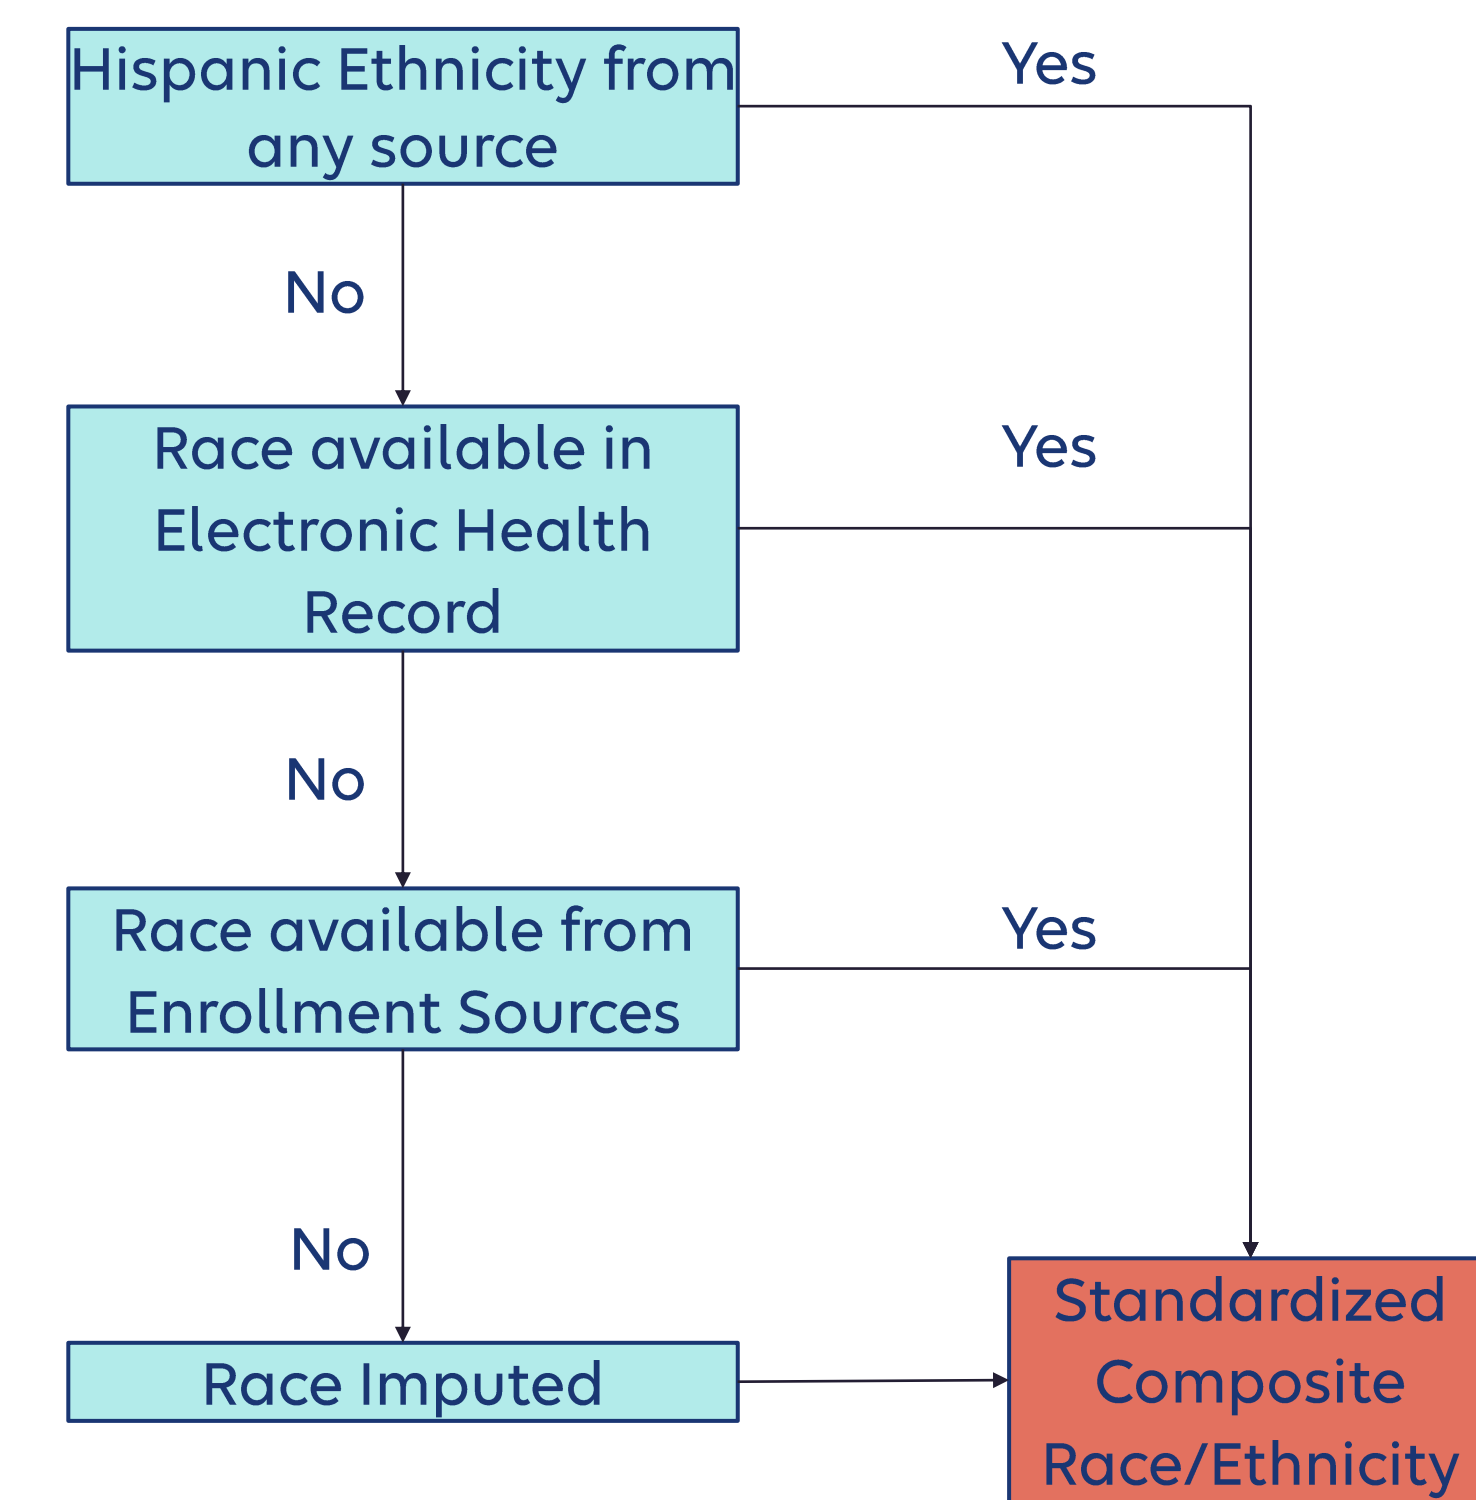 Hispanic Ethnicity from
any source
Yes
No
Race available in
Electronic Health
Record
Yes
No
Race available from
Enrollment Sources
Yes
No
Race Imputed
Standardized
Composite
Race/Ethnicity